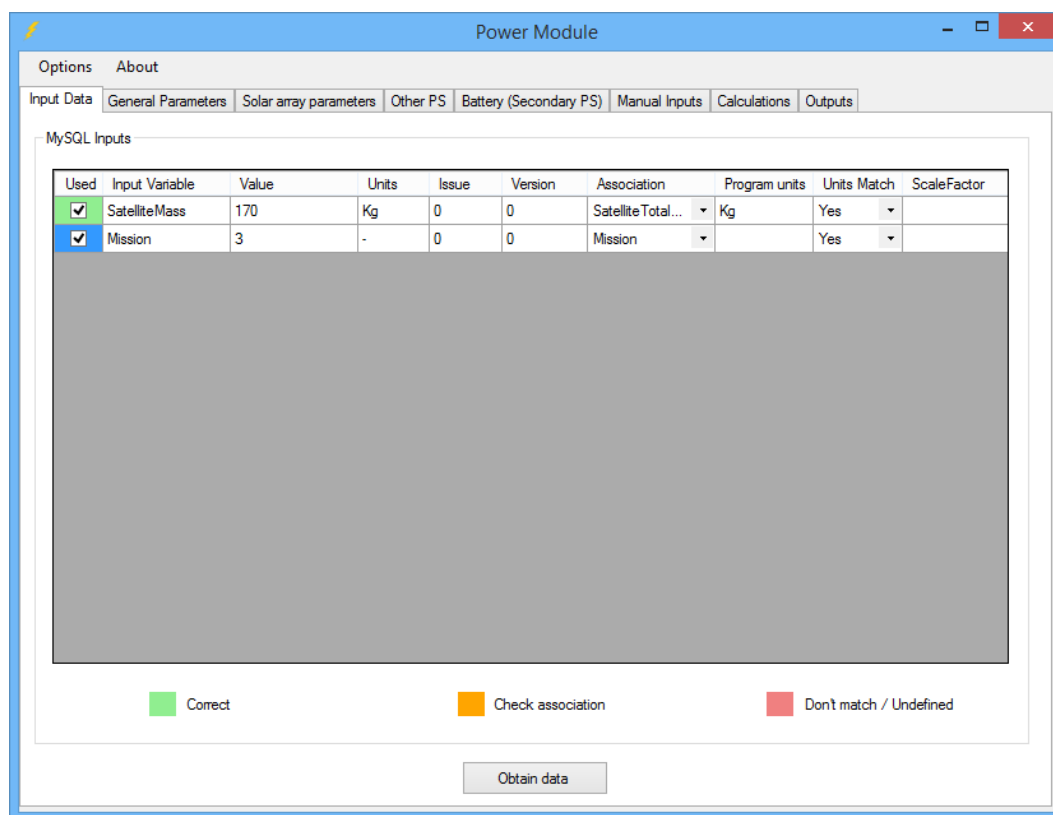 Power Module
Options About
Input Data General Parameters Solar array parameters Other PS Battery (Secondary PS) Manual Inputs Calculations Outputs
MySQL Inputs
Used Input Variable Value Units Issue Version Association Program units Units Match ScaleFactor
SatelliteMass 170 Kg 0 0 SatelliteTotal... Kg Yes
Mission 3 - 0 0 Mission Yes
Correct Check association Don't match / Undefined
Obtain data